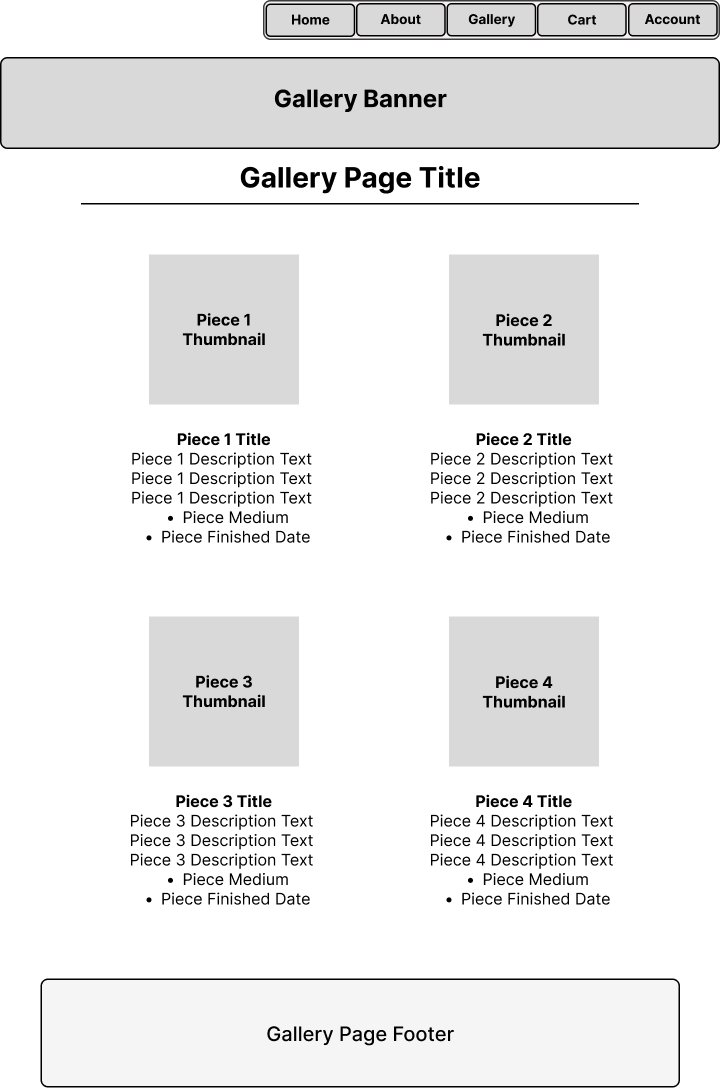 Home About Gallery Cart Account
Gallery Banner
Gallery Page Title
Piece 1
Thumbnail
Piece 2
Thumbnail
Piece 1 Title
Piece 1 Description Text
Piece 1 Description Text
Piece 1 Description Text
• Piece Medium
• Piece Finished Date
Piece 2 Title
Piece 2 Description Text
Piece 2 Description Text
Piece 2 Description Text
• Piece Medium
• Piece Finished Date
Piece 3
Thumbnail
Piece 4
Thumbnail
Piece 3 Title
Piece 3 Description Text
Piece 3 Description Text
Piece 3 Description Text
• Piece Medium
• Piece Finished Date
Piece 4 Title
Piece 4 Description Text
Piece 4 Description Text
Piece 4 Description Text
• Piece Medium
• Piece Finished Date
Gallery Page Footer